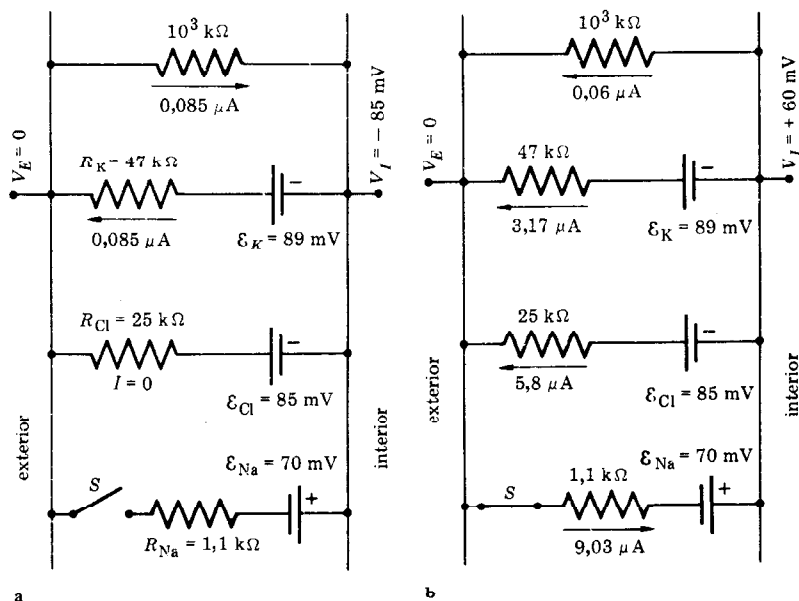 10³ kΩ
0,085 μA
V_E = 0
V_I = − 85 mV
R_K − 47 kΩ
−
0,085 μA
ℰ_K = 89 mV
R_Cl = 25 kΩ
−
I = 0
ℰ_Cl = 85 mV
exterior
interior
ℰ_Na = 70 mV
S
+
R_Na = 1,1 kΩ
a
10³ kΩ
0,06 μA
V_E = 0
V_I = + 60 mV
47 kΩ
−
3,17 μA
ℰ_K = 89 mV
25 kΩ
−
5,8 μA
ℰ_Cl = 85 mV
exterior
interior
ℰ_Na = 70 mV
1,1 kΩ
S
+
9,03 μA
b